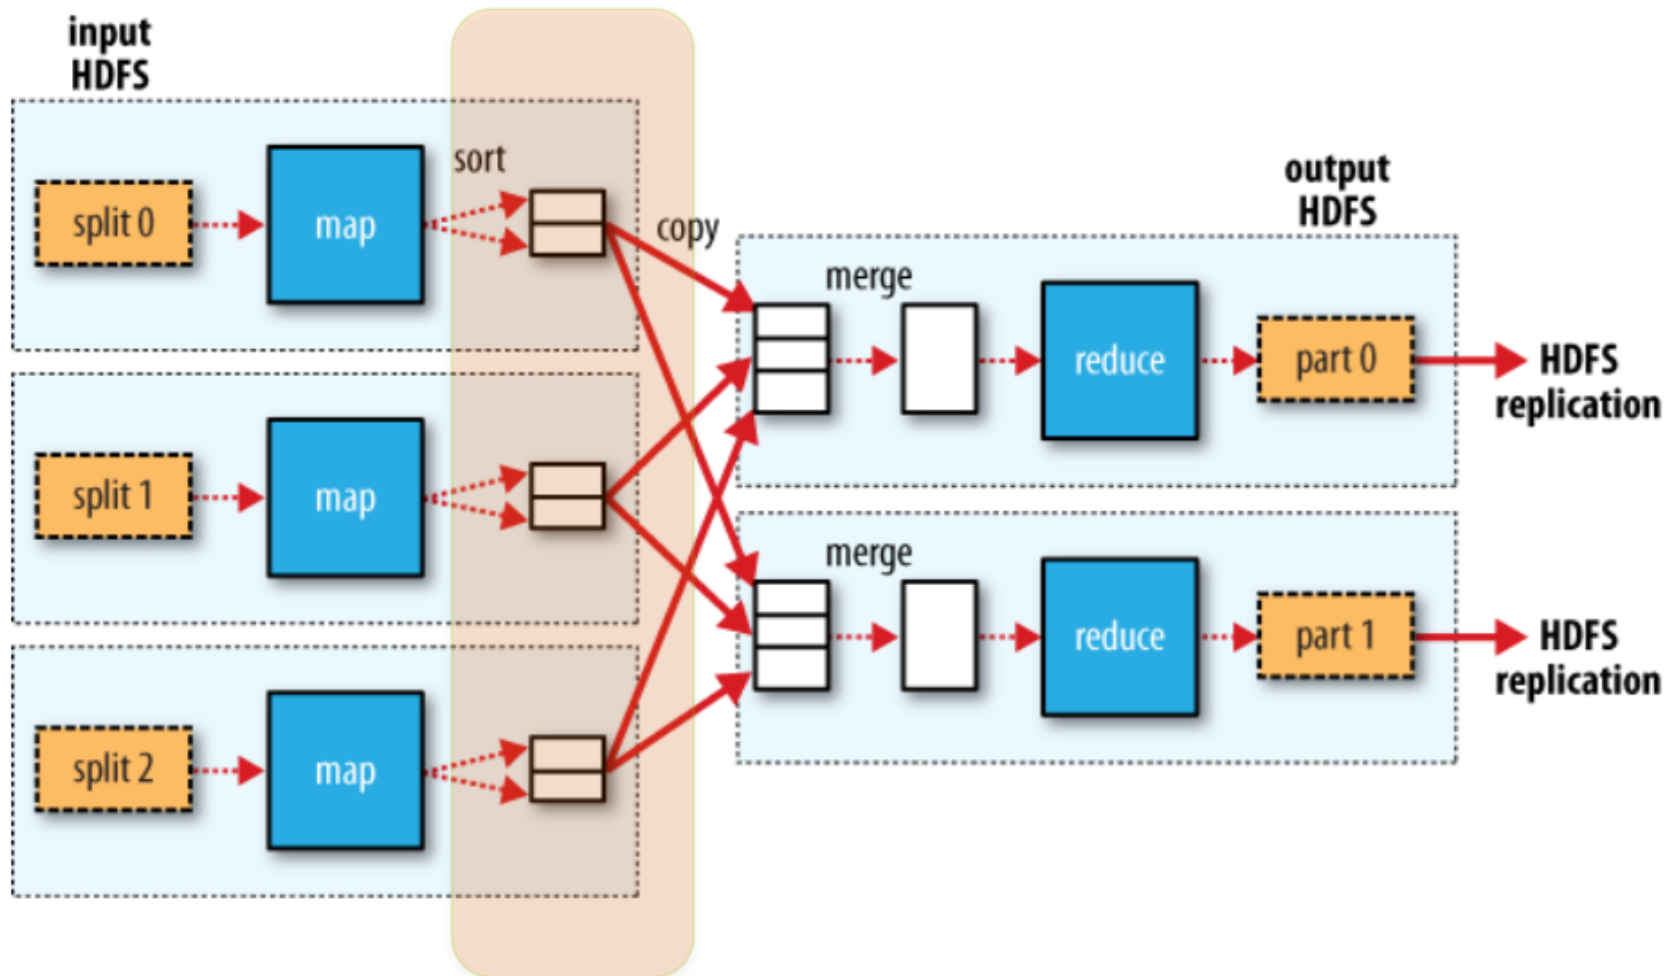 input
HDFS
split 0
map
sort
copy
split 1
map
split 2
map
output
HDFS
merge
reduce
part 0
HDFS
replication
merge
reduce
part 1
HDFS
replication